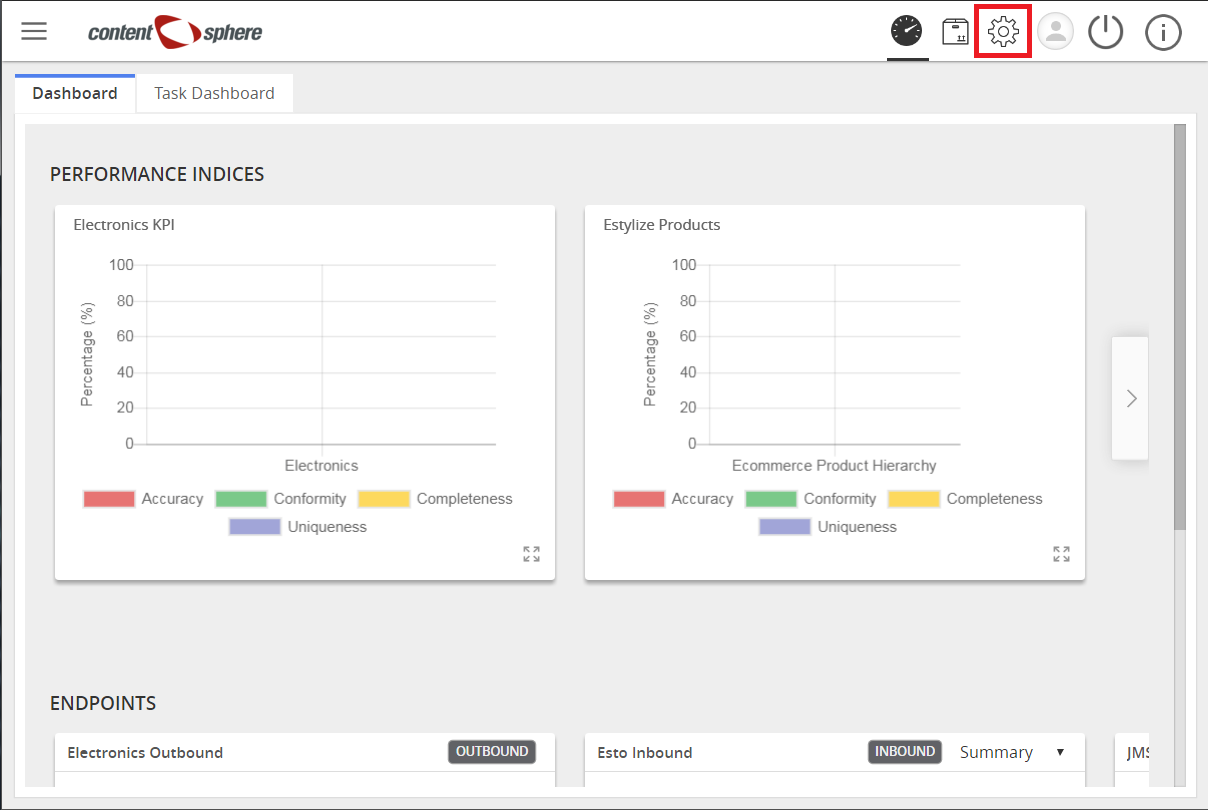 content sphere
Dashboard Task Dashboard
PERFORMANCE INDICES
Electronics KPI
100
80
60
40
20
0
Percentage (%)
Electronics
Accuracy Conformity Completeness
Uniqueness
Estylize Products
100
80
60
40
20
0
Percentage (%)
Ecommerce Product Hierarchy
Accuracy Conformity Completeness
Uniqueness
ENDPOINTS
Electronics Outbound OUTBOUND
Esto Inbound INBOUND Summary
JMS